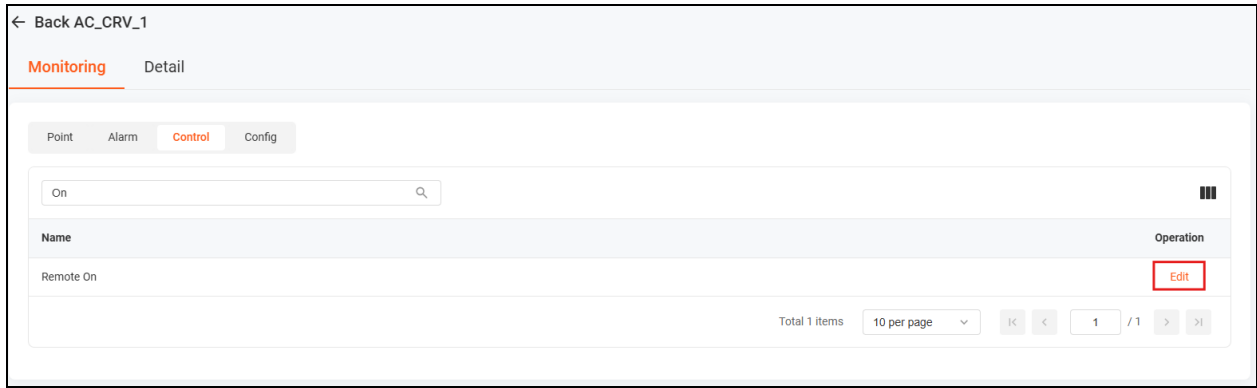 Back AC_CRV_1
Monitoring Detail
Point Alarm Control Config
On
Name Operation
Remote On Edit
Total 1 items 10 per page 1 / 1